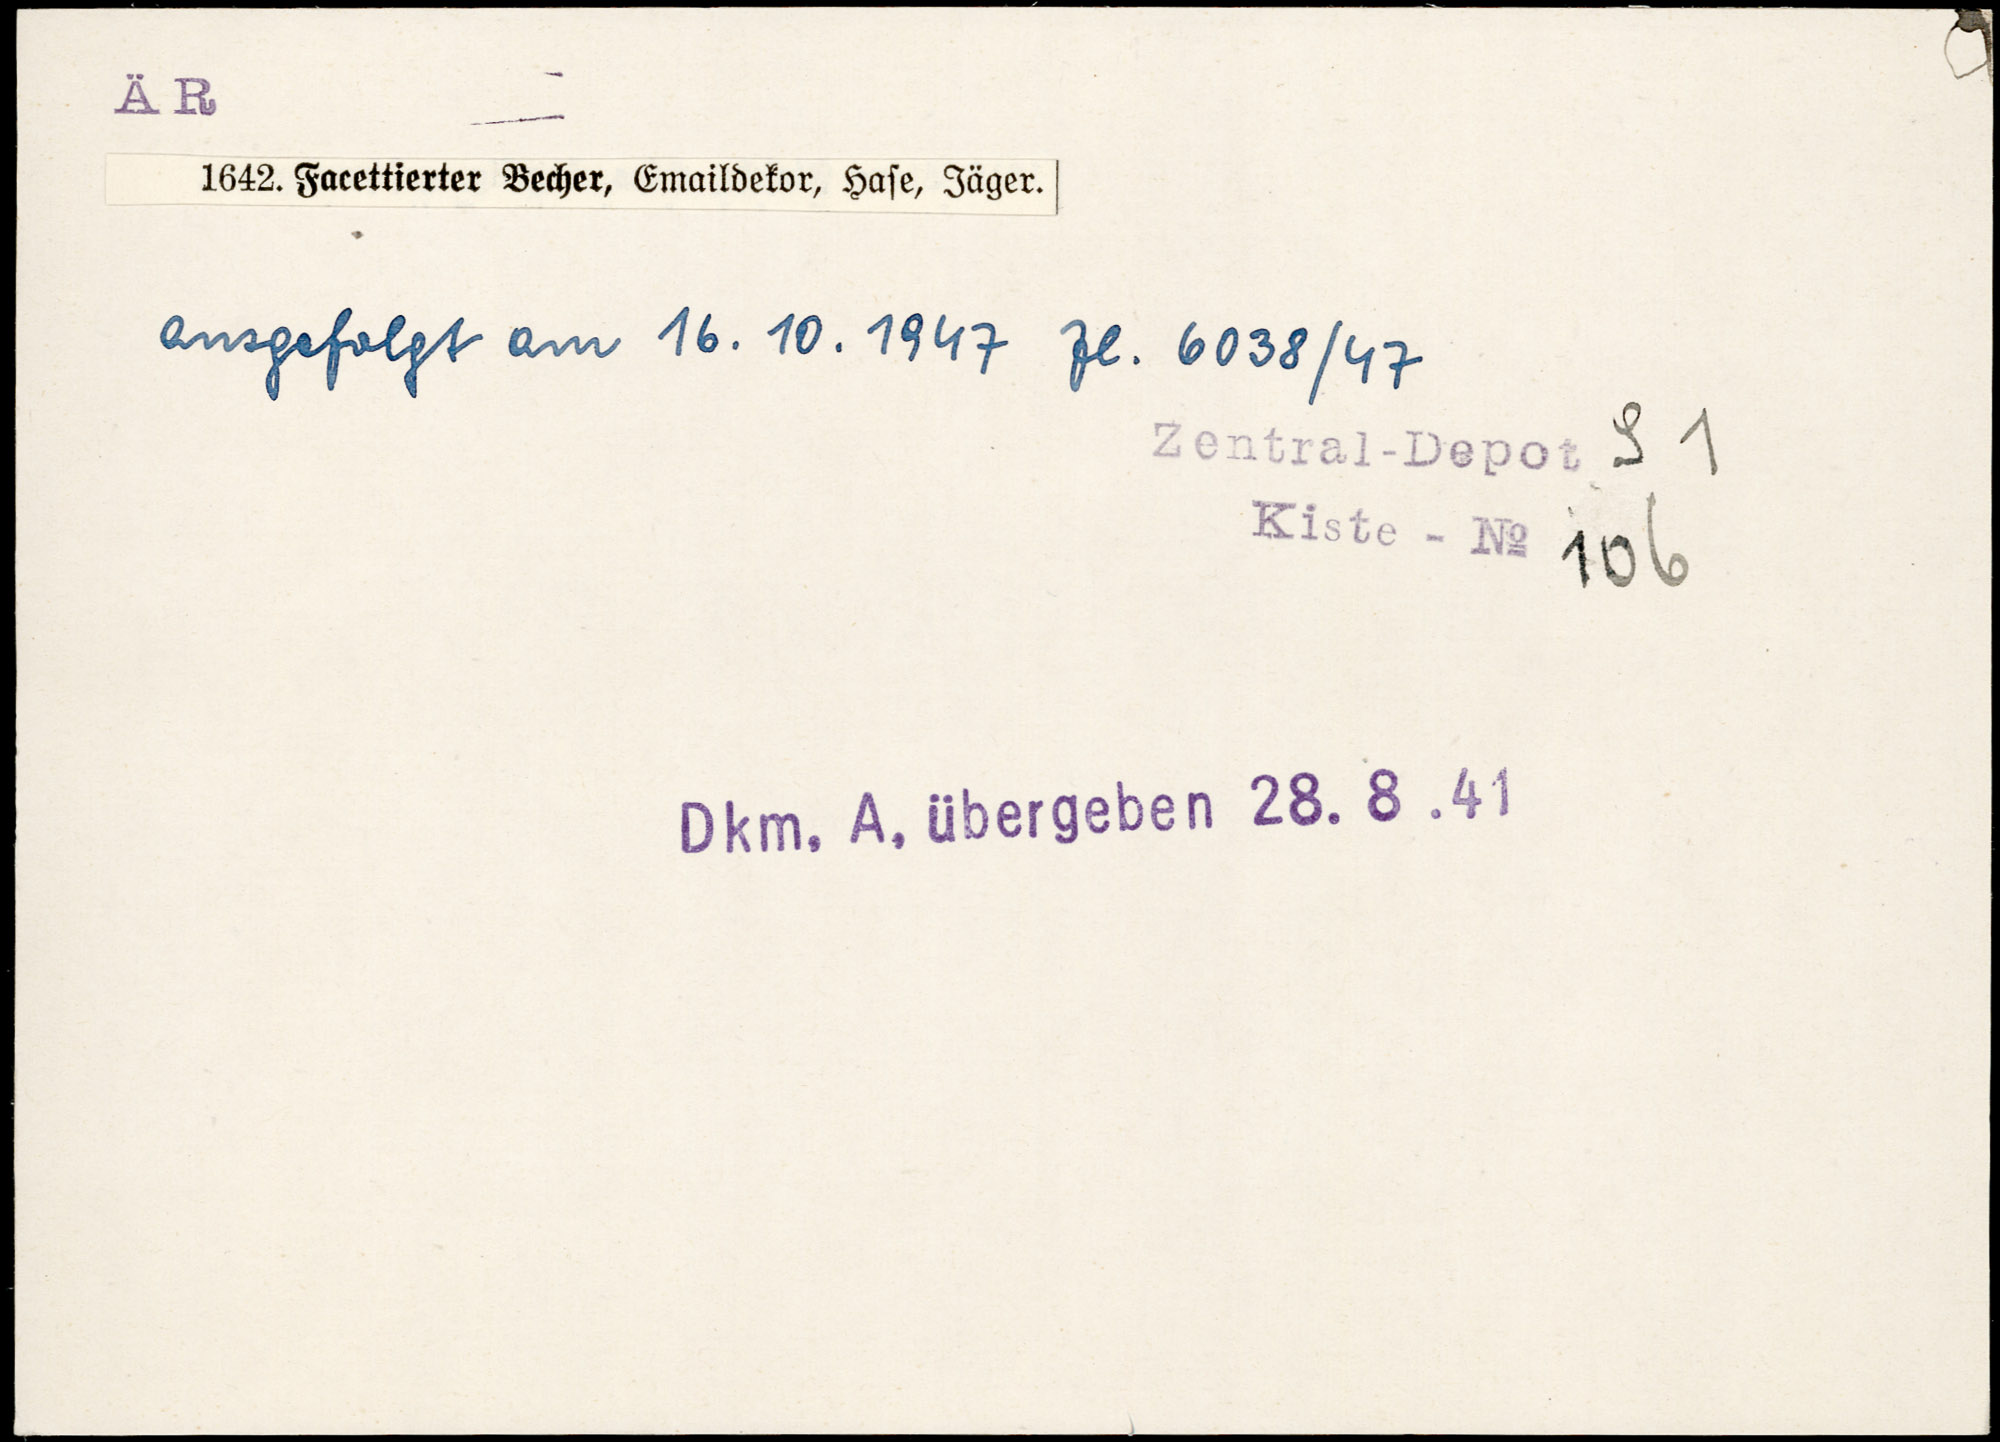 ÄR
1642. Facettierter Becher, Emaildekor, Hase, Jäger.
ausgefolgt am 16. 10. 1947 Zl. 6038/47
Zentral-Depot S 1
Kiste - № 106
Dkm. A. übergeben 28. 8 .41